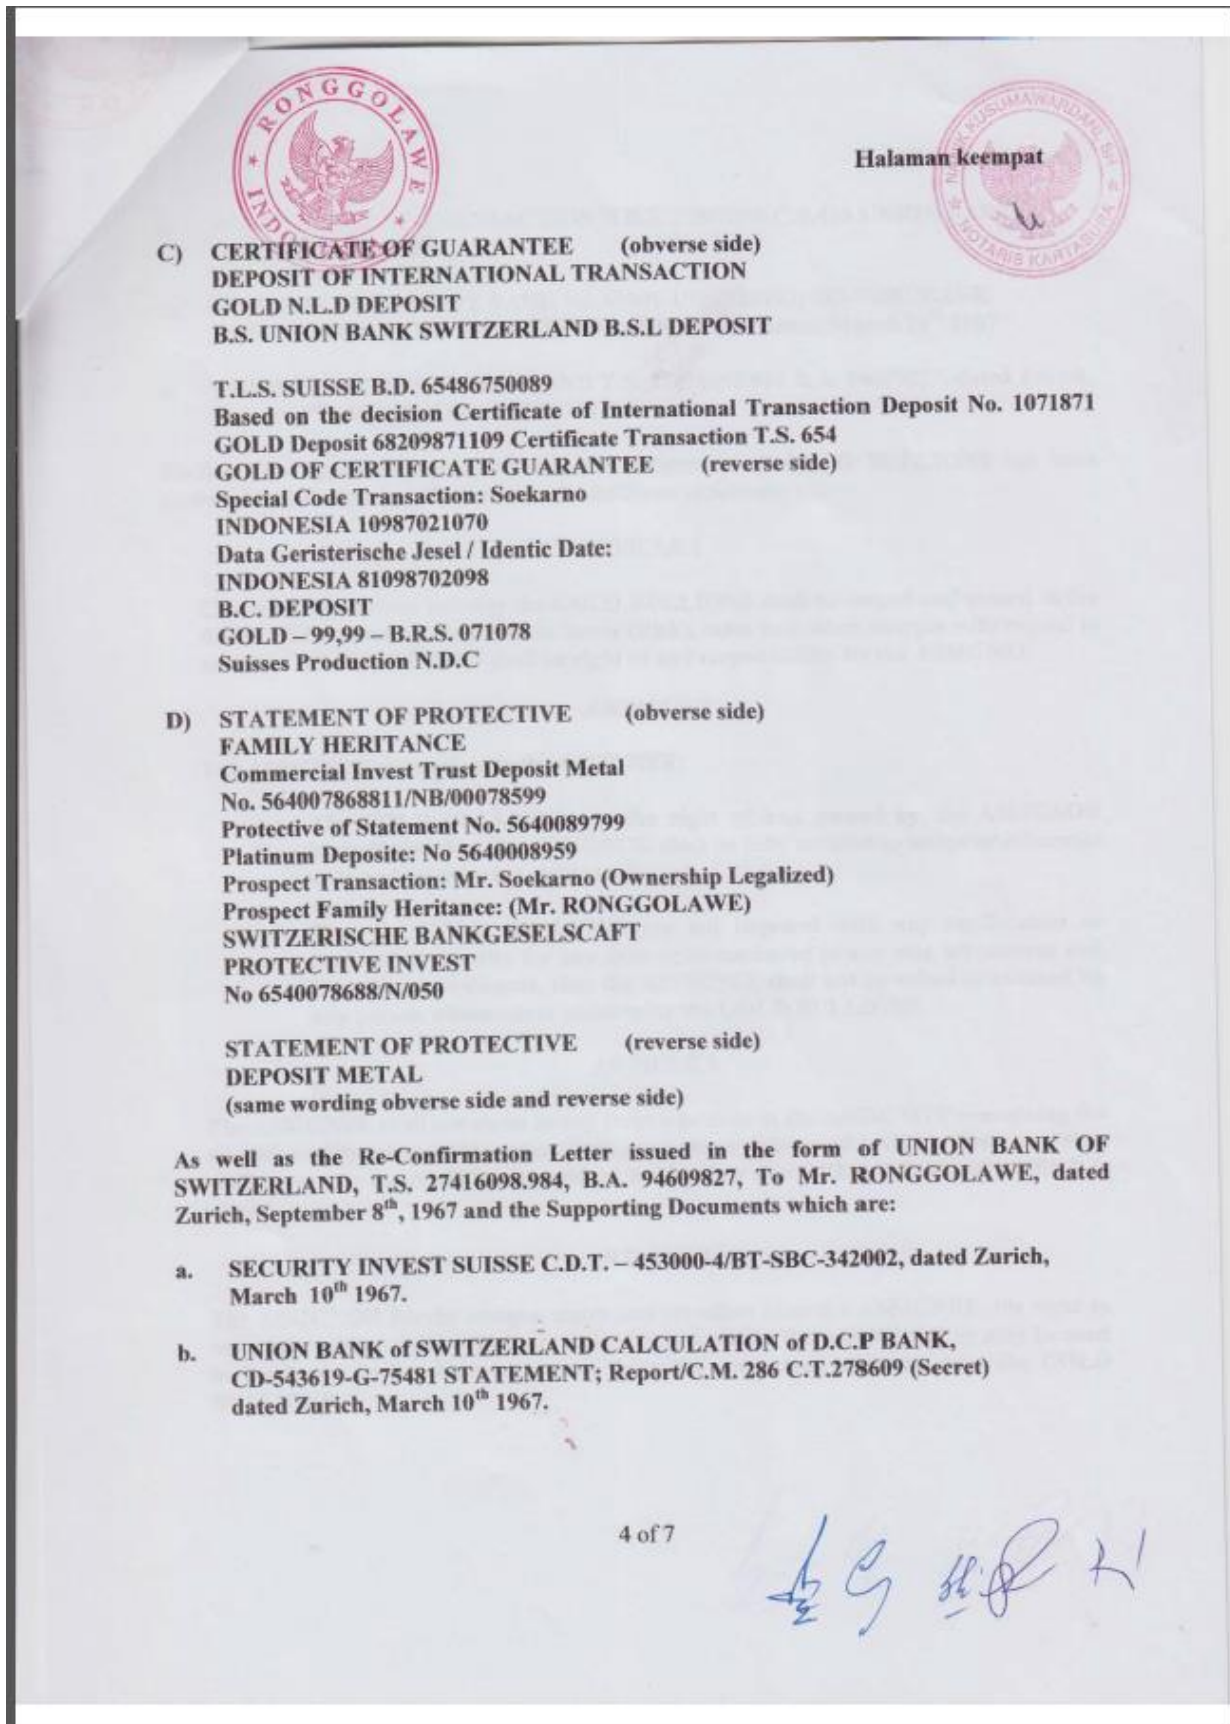 RONGGOLAWE
INDONESIA
KUSUMAWARDANI, SH
NOTARIS KARTASURA
Halaman keempat
C) CERTIFICATE OF GUARANTEE (obverse side)
DEPOSIT OF INTERNATIONAL TRANSACTION
GOLD N.L.D DEPOSIT
B.S. UNION BANK SWITZERLAND B.S.L DEPOSIT
T.L.S. SUISSE B.D. 65486750089
Based on the decision Certificate of International Transaction Deposit No. 1071871
GOLD Deposit 68209871109 Certificate Transaction T.S. 654
GOLD OF CERTIFICATE GUARANTEE (reverse side)
Special Code Transaction: Soekarno
INDONESIA 10987021070
Data Geristerische Jesel / Identic Date:
INDONESIA 81098702098
B.C. DEPOSIT
GOLD – 99,99 – B.R.S. 071078
Suisses Production N.D.C
D) STATEMENT OF PROTECTIVE (obverse side)
FAMILY HERITANCE
Commercial Invest Trust Deposit Metal
No. 564007868811/NB/00078599
Protective of Statement No. 5640089799
Platinum Deposite: No 5640008959
Prospect Transaction: Mr. Soekarno (Ownership Legalized)
Prospect Family Heritance: (Mr. RONGGOLAWE)
SWITZERISCHE BANKGESELSCAFT
PROTECTIVE INVEST
No 6540078688/N/050
STATEMENT OF PROTECTIVE (reverse side)
DEPOSIT METAL
(same wording obverse side and reverse side)
As well as the Re-Confirmation Letter issued in the form of UNION BANK OF
SWITZERLAND, T.S. 27416098.984, B.A. 94609827, To Mr. RONGGOLAWE, dated
Zurich, September 8th, 1967 and the Supporting Documents which are:
a. SECURITY INVEST SUISSE C.D.T. – 453000-4/BT-SBC-342002, dated Zurich,
March 10th 1967.
b. UNION BANK of SWITZERLAND CALCULATION of D.C.P BANK,
CD-543619-G-75481 STATEMENT; Report/C.M. 286 C.T.278609 (Secret)
dated Zurich, March 10th 1967.
4 of 7